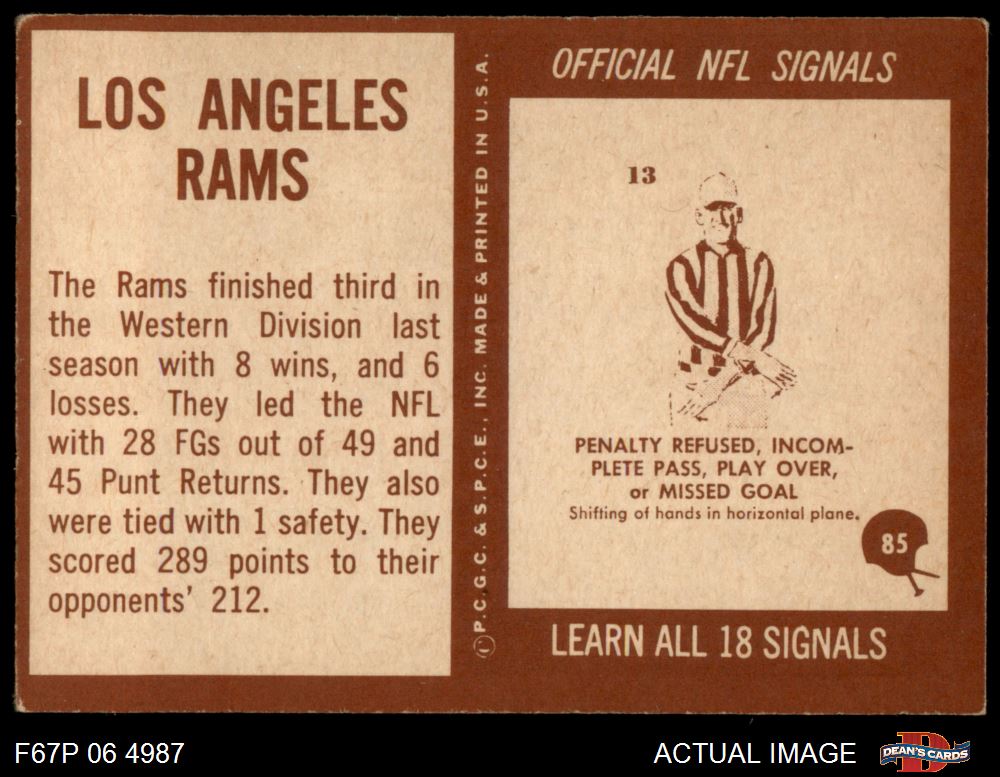 LOS ANGELES
RAMS
The Rams finished third in
the Western Division last
season with 8 wins, and 6
losses. They led the NFL
with 28 FGs out of 49 and
45 Punt Returns. They also
were tied with 1 safety. They
scored 289 points to their
opponents' 212.
© P.C.G.C. & S.P.C.E., INC. MADE & PRINTED IN U.S.A.
OFFICIAL NFL SIGNALS
13
PENALTY REFUSED, INCOM-
PLETE PASS, PLAY OVER,
or MISSED GOAL
Shifting of hands in horizontal plane.
85
LEARN ALL 18 SIGNALS
F67P 06 4987
ACTUAL IMAGE
D
DEAN'S CARDS